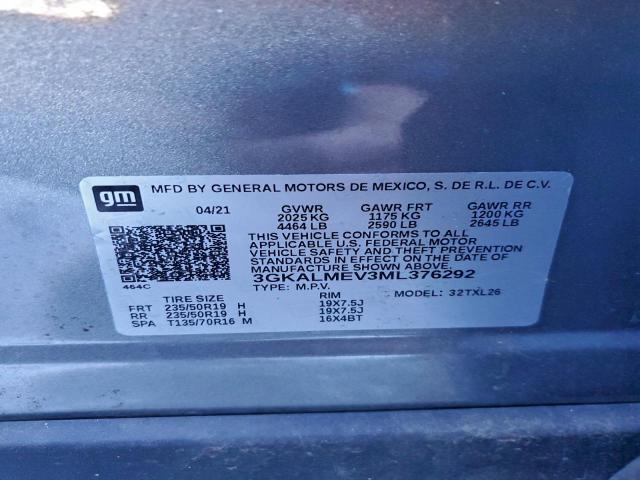 gm MFD BY GENERAL MOTORS DE MEXICO, S. DE R.L. DE C.V.
04/21 GVWR GAWR FRT GAWR RR
2025 KG 1175 KG 1200 KG
4464 LB 2590 LB 2645 LB
THIS VEHICLE CONFORMS TO ALL
APPLICABLE U.S. FEDERAL MOTOR
VEHICLE SAFETY AND THEFT PREVENTION
STANDARDS IN EFFECT ON THE DATE OF
MANUFACTURE SHOWN ABOVE.
464C 3GKALMEV3ML376292
TYPE: M.P.V. MODEL: 32TXL26
TIRE SIZE RIM
FRT 235/50R19 H 19X7.5J
RR 235/50R19 H 19X7.5J
SPA T135/70R16 M 16X4BT